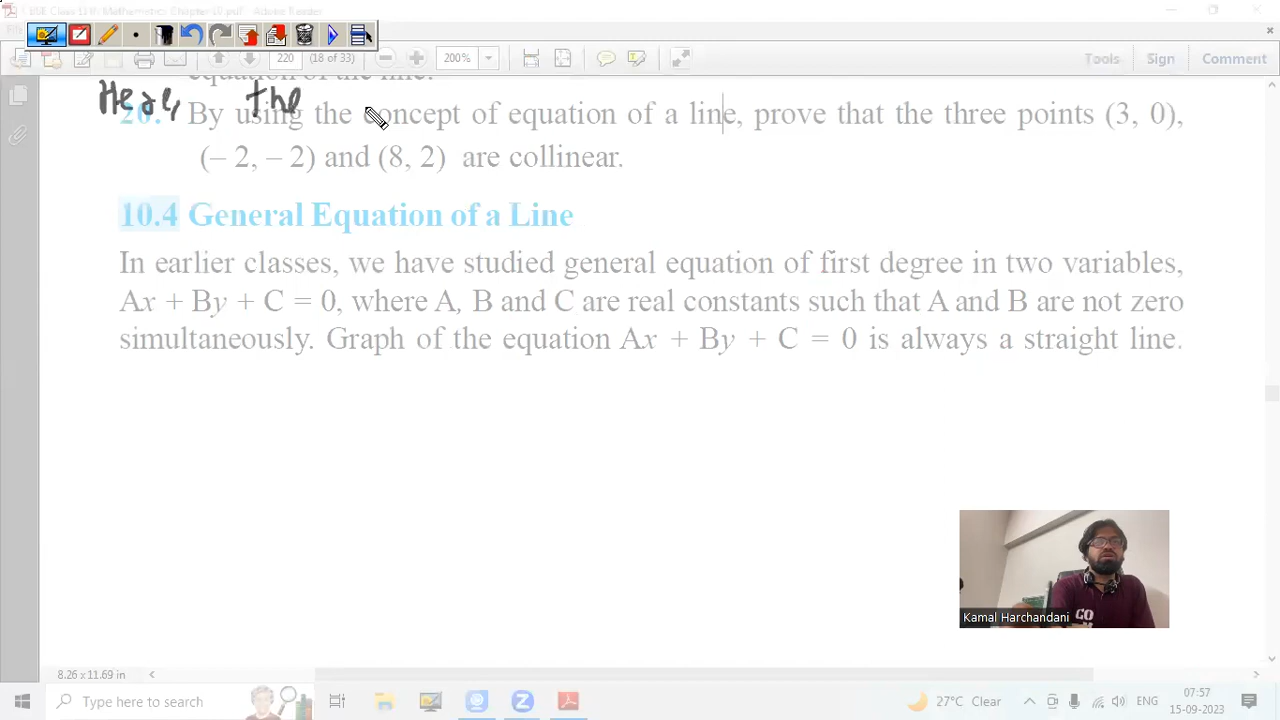 220 (18 of 33) 200% Tools Sign Comment
equation of the line.
Here, the
20. By using the concept of equation of a line, prove that the three points (3, 0),
(– 2, – 2) and (8, 2) are collinear.
10.4 General Equation of a Line
In earlier classes, we have studied general equation of first degree in two variables,
Ax + By + C = 0, where A, B and C are real constants such that A and B are not zero
simultaneously. Graph of the equation Ax + By + C = 0 is always a straight line.
Kamal Harchandani
8.26 x 11.69 in
Type here to search
27°C Clear
ENG
07:57
15-09-2023